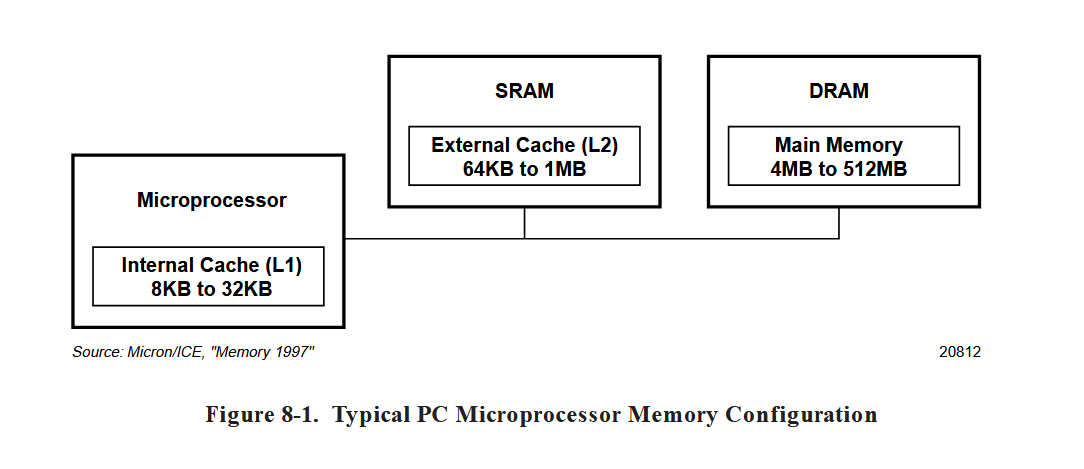 SRAM
External Cache (L2)
64KB to 1MB
DRAM
Main Memory
4MB to 512MB
Microprocessor
Internal Cache (L1)
8KB to 32KB
Source: Micron/ICE, "Memory 1997"
20812
Figure 8-1. Typical PC Microprocessor Memory Configuration